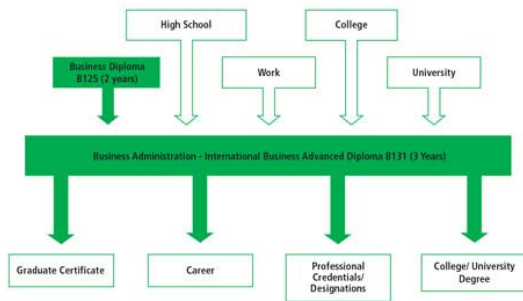 High School
College
Business Diploma
B125 (2 years)
Work
University
Business Administration - International Business Advanced Diploma B131 (3 Years)
Graduate Certificate
Career
Professional
Credentials/
Designations
College/ University
Degree